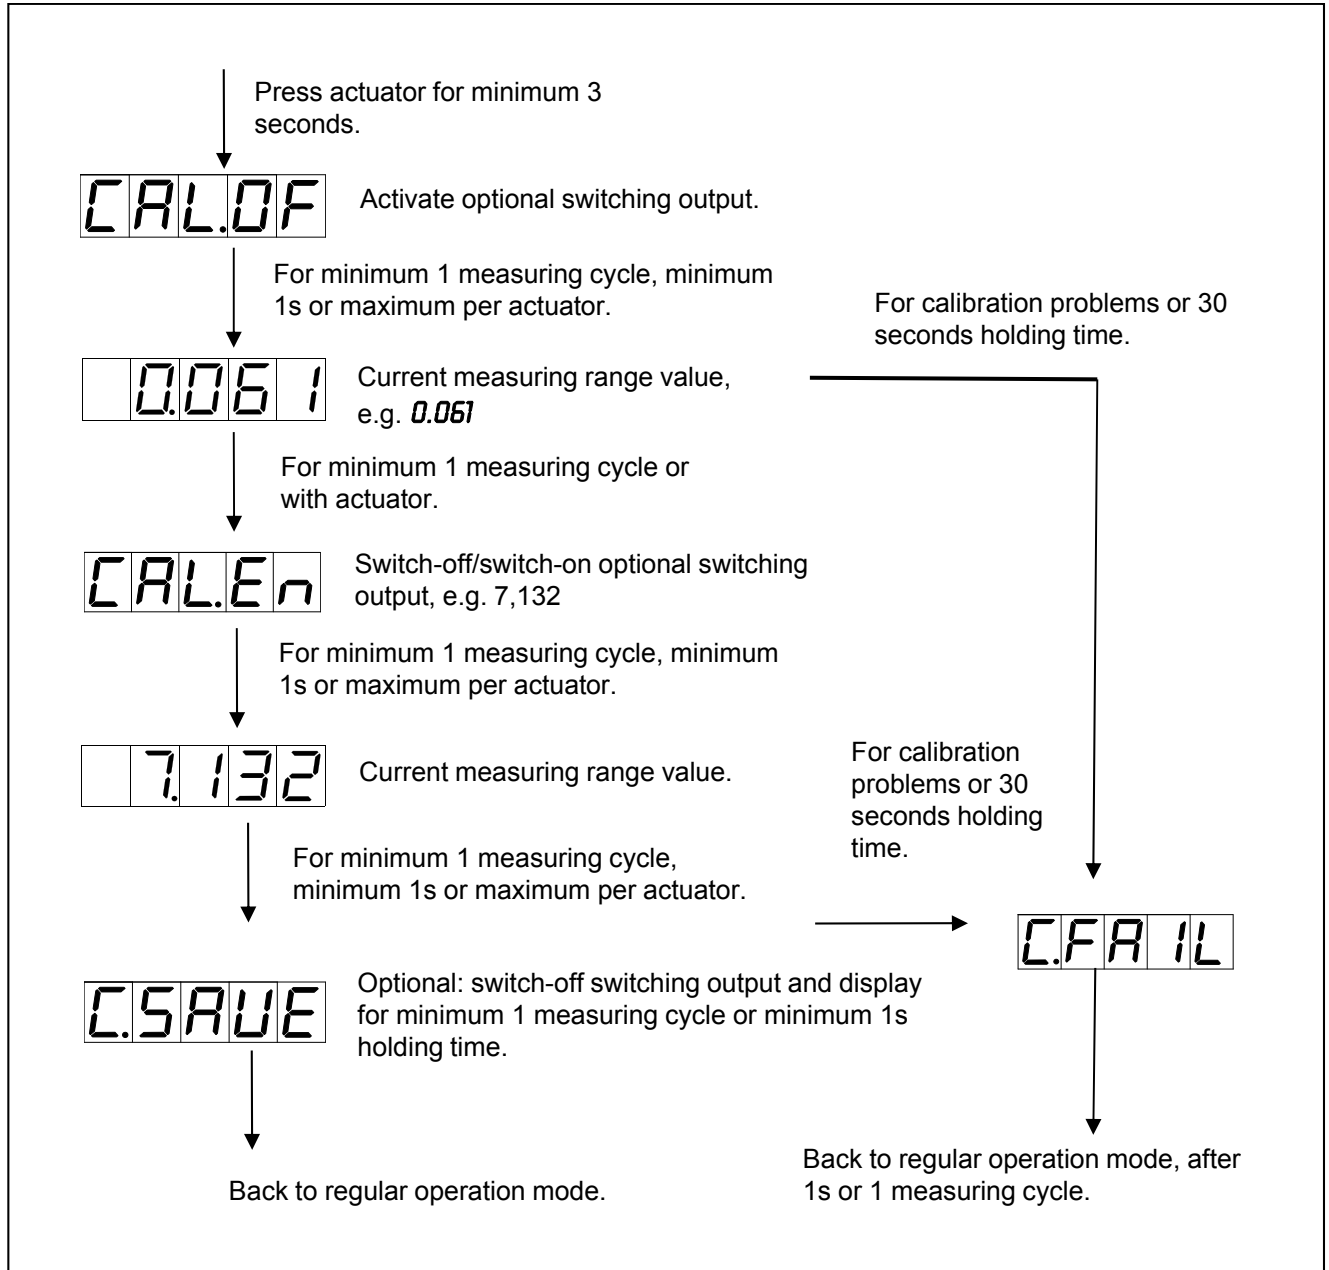 Press actuator for minimum 3
seconds.
CAL.OF
Activate optional switching output.
For minimum 1 measuring cycle, minimum
1s or maximum per actuator.
For calibration problems or 30
seconds holding time.
0.061
Current measuring range value,
e.g. 0.061
For minimum 1 measuring cycle or
with actuator.
CAL.En
Switch-off/switch-on optional switching
output, e.g. 7,132
For minimum 1 measuring cycle, minimum
1s or maximum per actuator.
7.132
Current measuring range value.
For calibration
problems or 30
seconds holding
time.
For minimum 1 measuring cycle,
minimum 1s or maximum per actuator.
C.FAIL
C.SAVE
Optional: switch-off switching output and display
for minimum 1 measuring cycle or minimum 1s
holding time.
Back to regular operation mode.
Back to regular operation mode, after
1s or 1 measuring cycle.